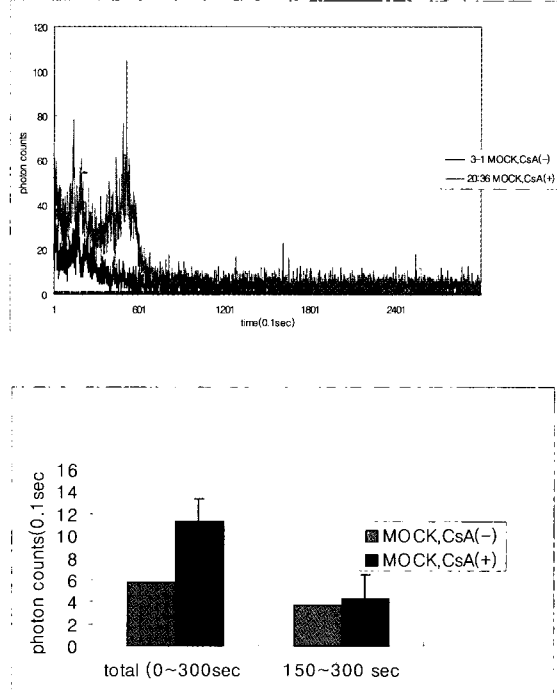 120
100
80
60
40
20
0
photon counts
1 601 1201 1801 2401
time(0.1sec)
3-1 MOCK,CsA(-)
20:36 MOCK,CsA(+)
16
14
12
10
8
6
4
2
0
photon counts(0.1sec
total (0~300sec
150~300 sec
MOCK,CsA(-)
MOCK,CsA(+)